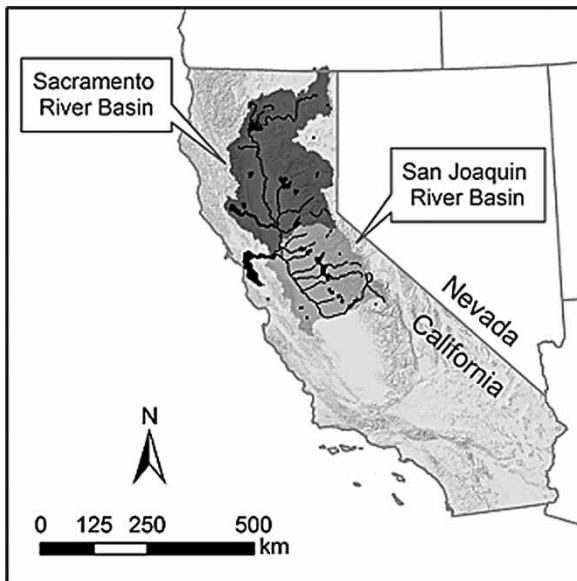 Sacramento
River Basin
San Joaquin
River Basin
Nevada
California
N
0 125 250 500
km